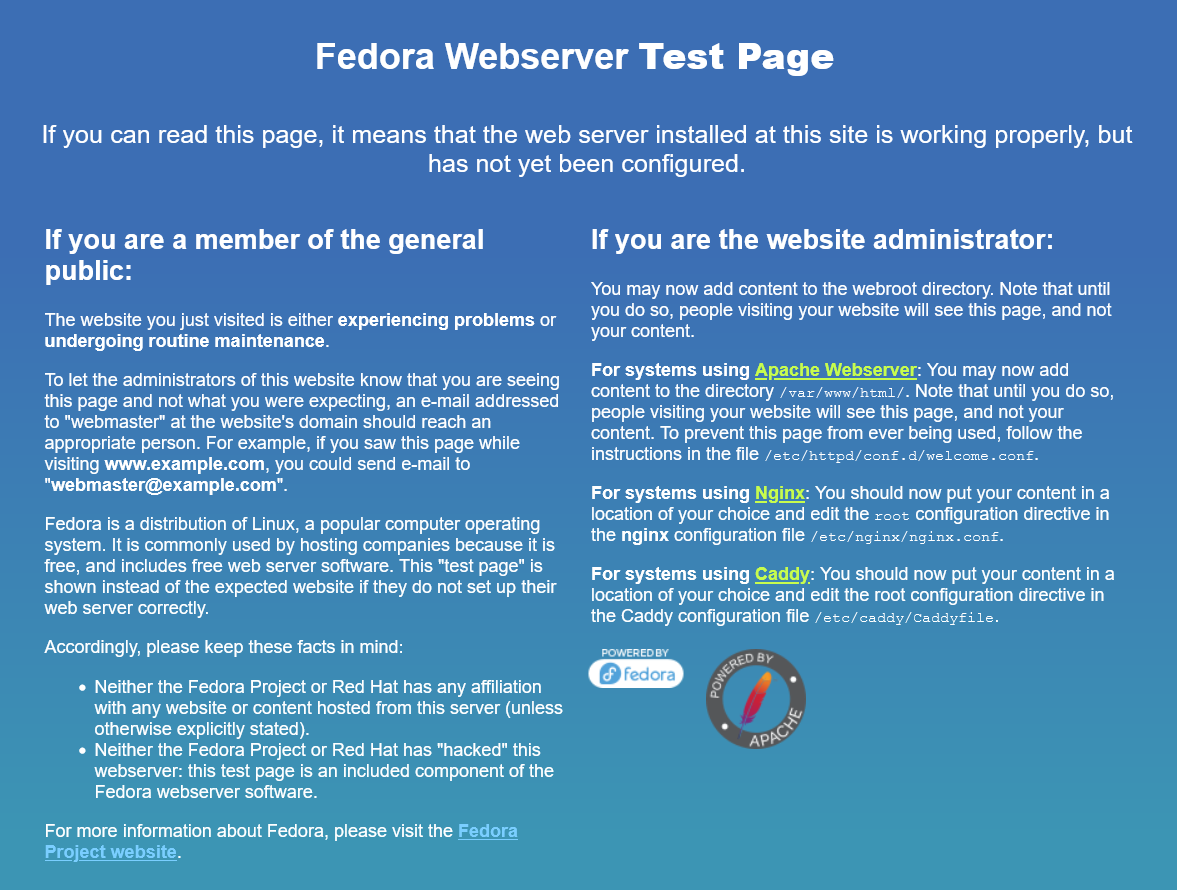 Fedora Webserver Test Page
If you can read this page, it means that the web server installed at this site is working properly, but
has not yet been configured.
If you are a member of the general
public:
The website you just visited is either experiencing problems or
undergoing routine maintenance.
To let the administrators of this website know that you are seeing
this page and not what you were expecting, an e-mail addressed
to "webmaster" at the website's domain should reach an
appropriate person. For example, if you saw this page while
visiting www.example.com, you could send e-mail to
"webmaster@example.com".
Fedora is a distribution of Linux, a popular computer operating
system. It is commonly used by hosting companies because it is
free, and includes free web server software. This "test page" is
shown instead of the expected website if they do not set up their
web server correctly.
Accordingly, please keep these facts in mind:
• Neither the Fedora Project or Red Hat has any affiliation
with any website or content hosted from this server (unless
otherwise explicitly stated).
• Neither the Fedora Project or Red Hat has "hacked" this
webserver: this test page is an included component of the
Fedora webserver software.
For more information about Fedora, please visit the Fedora
Project website.
If you are the website administrator:
You may now add content to the webroot directory. Note that until
you do so, people visiting your website will see this page, and not
your content.
For systems using Apache Webserver: You may now add
content to the directory /var/www/html/. Note that until you do so,
people visiting your website will see this page, and not your
content. To prevent this page from ever being used, follow the
instructions in the file /etc/httpd/conf.d/welcome.conf.
For systems using Nginx: You should now put your content in a
location of your choice and edit the root configuration directive in
the nginx configuration file /etc/nginx/nginx.conf.
For systems using Caddy: You should now put your content in a
location of your choice and edit the root configuration directive in
the Caddy configuration file /etc/caddy/Caddyfile.
POWERED BY
fedora
POWERED BY
APACHE